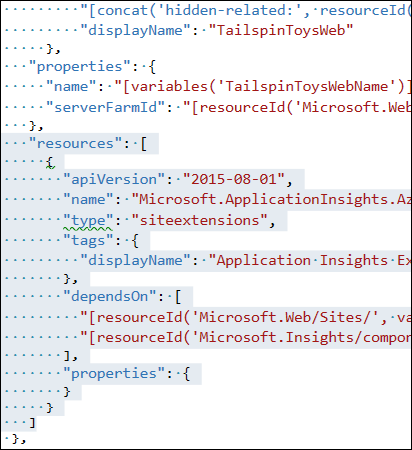 "[concat('hidden-related:', resourceId(
"displayName": "TailspinToysWeb"
},
"properties": {
"name": "[variables('TailspinToysWebName')]
"serverFarmId": "[resourceId('Microsoft.Web
},
"resources": [
{
"apiVersion": "2015-08-01",
"name": "Microsoft.ApplicationInsights.Az
"type": "siteextensions",
"tags": {
"displayName": "Application Insights Ex
},
"dependsOn": [
"[resourceId('Microsoft.Web/Sites/', va
"[resourceId('Microsoft.Insights/compon
],
"properties": {
}
}
]
},